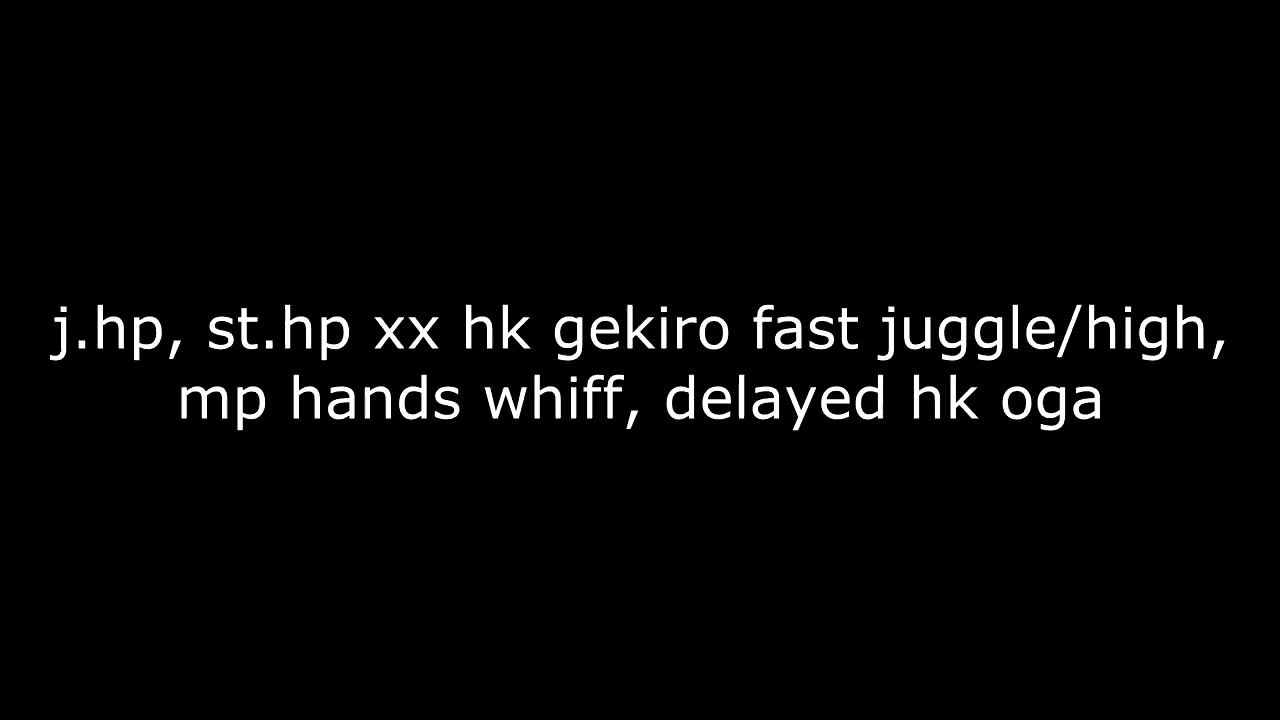 j.hp, st.hp xx hk gekiro fast juggle/high,
mp hands whiff, delayed hk oga